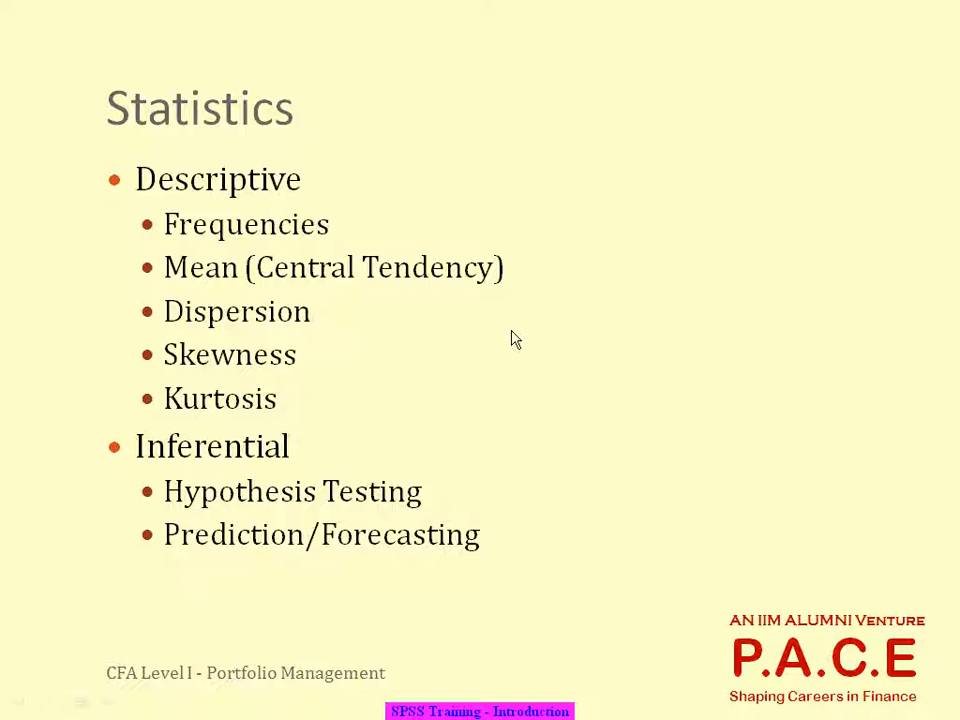 Statistics
Descriptive
Frequencies
Mean (Central Tendency)
Dispersion
Skewness
Kurtosis
Inferential
Hypothesis Testing
Prediction/Forecasting
AN IIM ALUMNI VENTURE
P.A.C.E
Shaping Careers in Finance
CFA Level I - Portfolio Management
SPSS Training - Introduction